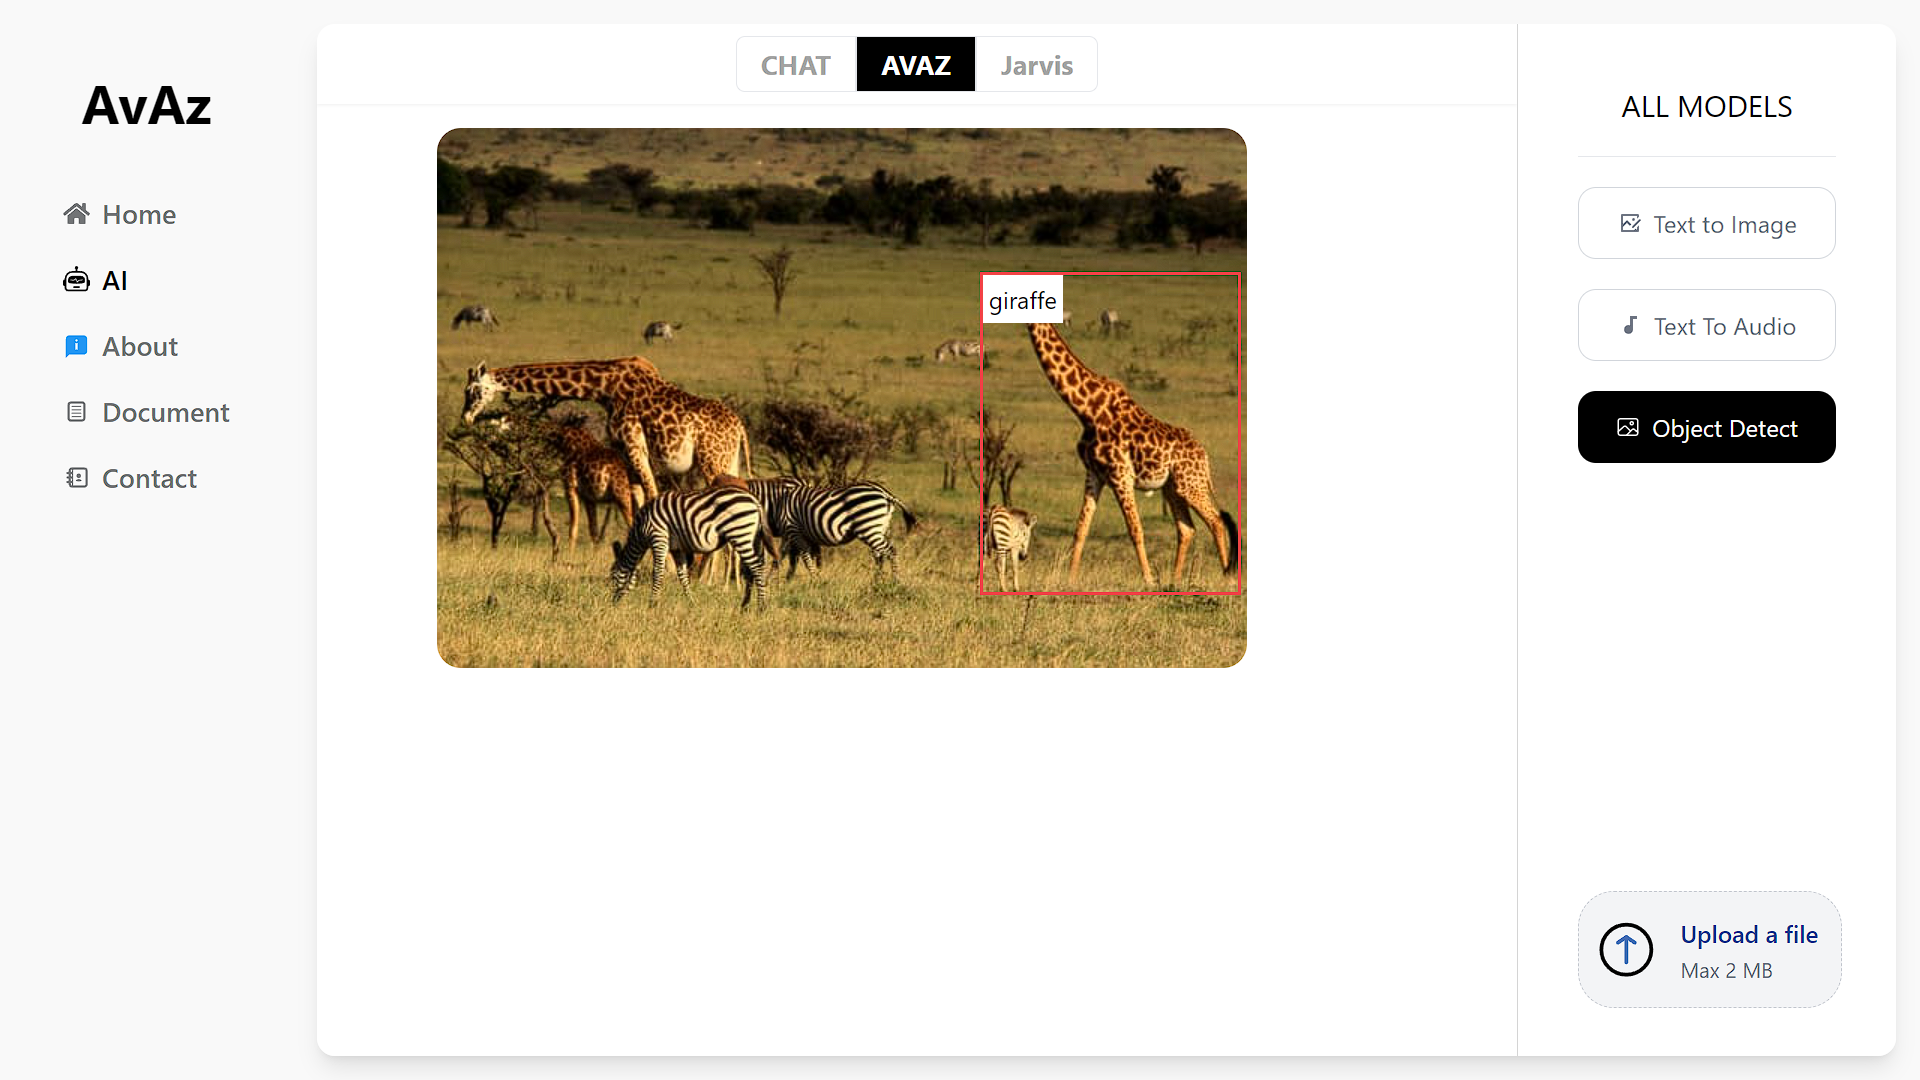 AvAz
Home
AI
About
Document
Contact
CHAT
AVAZ
Jarvis
giraffe
ALL MODELS
Text to Image
Text To Audio
Object Detect
Upload a file
Max 2 MB